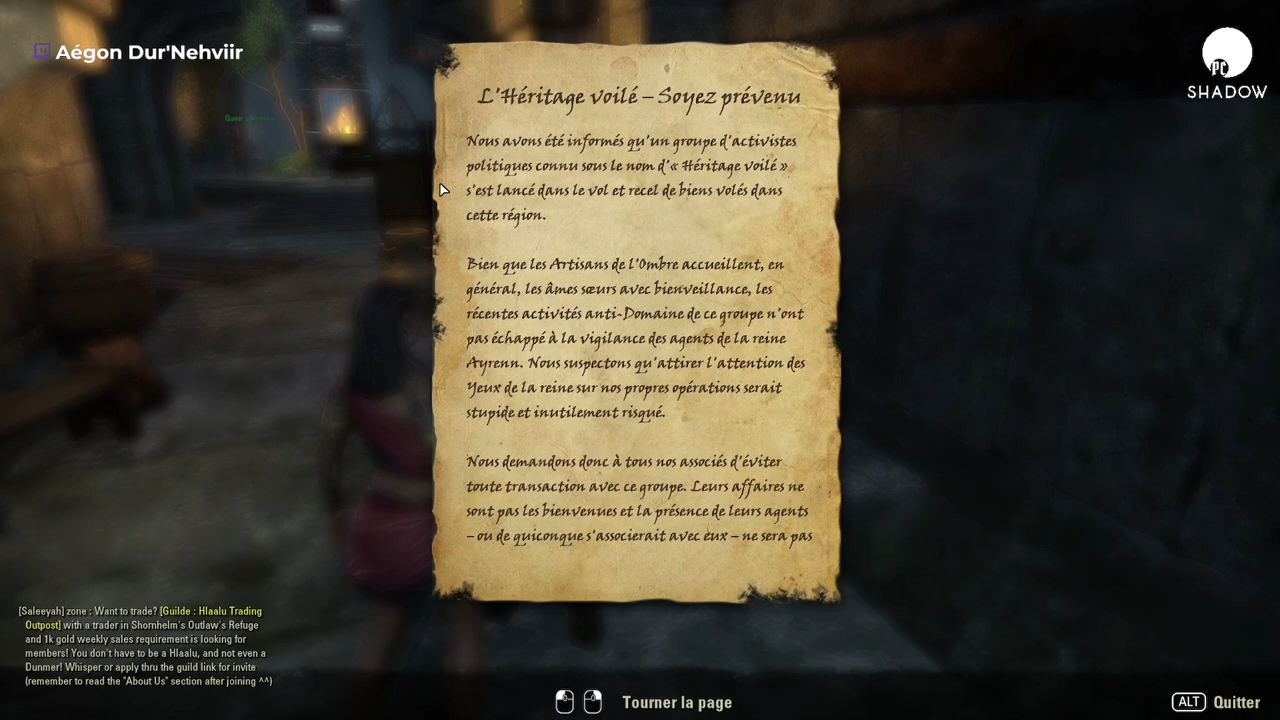 Aégon Dur'Nehviir
PC
SHADOW
L'Héritage voilé – Soyez prévenu
Nous avons été informés qu'un groupe d'activistes
politiques connu sous le nom d'« Héritage voilé »
s'est lancé dans le vol et recel de biens volés dans
cette région.
Bien que les Artisans de l'Ombre accueillent, en
général, les âmes sœurs avec bienveillance, les
récentes activités anti-Domaine de ce groupe n'ont
pas échappé à la vigilance des agents de la reine
Ayrenn. Nous suspectons qu'attirer l'attention des
Yeux de la reine sur nos propres opérations serait
stupide et inutilement risqué.
Nous demandons donc à tous nos associés d'éviter
toute transaction avec ce groupe. Leurs affaires ne
sont pas les bienvenues et la présence de leurs agents
– ou de quiconque s'associerait avec eux – ne sera pas
[Saleeyah] zone : Want to trade? [Guilde : Hlaalu Trading
Outpost] with a trader in Shornhelm's Outlaw's Refuge
and 1k gold weekly sales requirement is looking for
members! You don't have to be a Hlaalu, and not even a
Dunmer! Whisper or apply thru the guild link for invite
(remember to read the "About Us" section after joining ^^)
Tourner la page
ALT Quitter